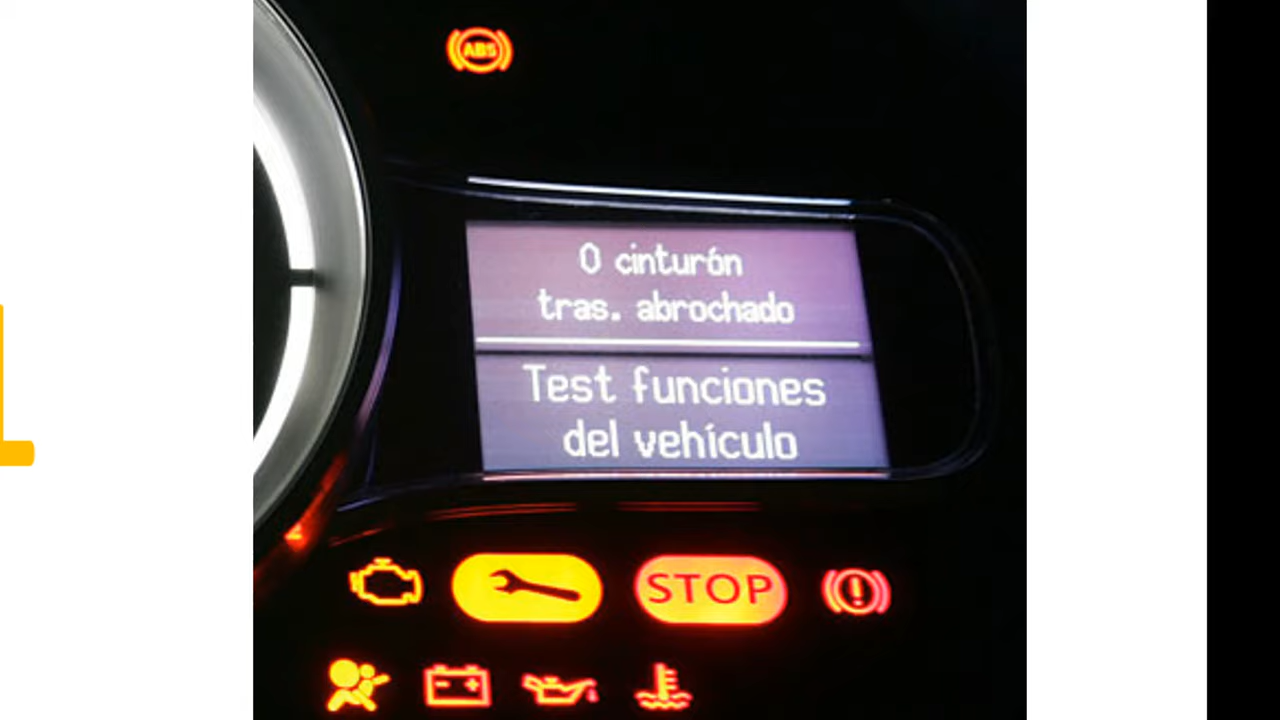 ABS
0 cinturón
tras. abrochado
Test funciones
del vehículo
STOP